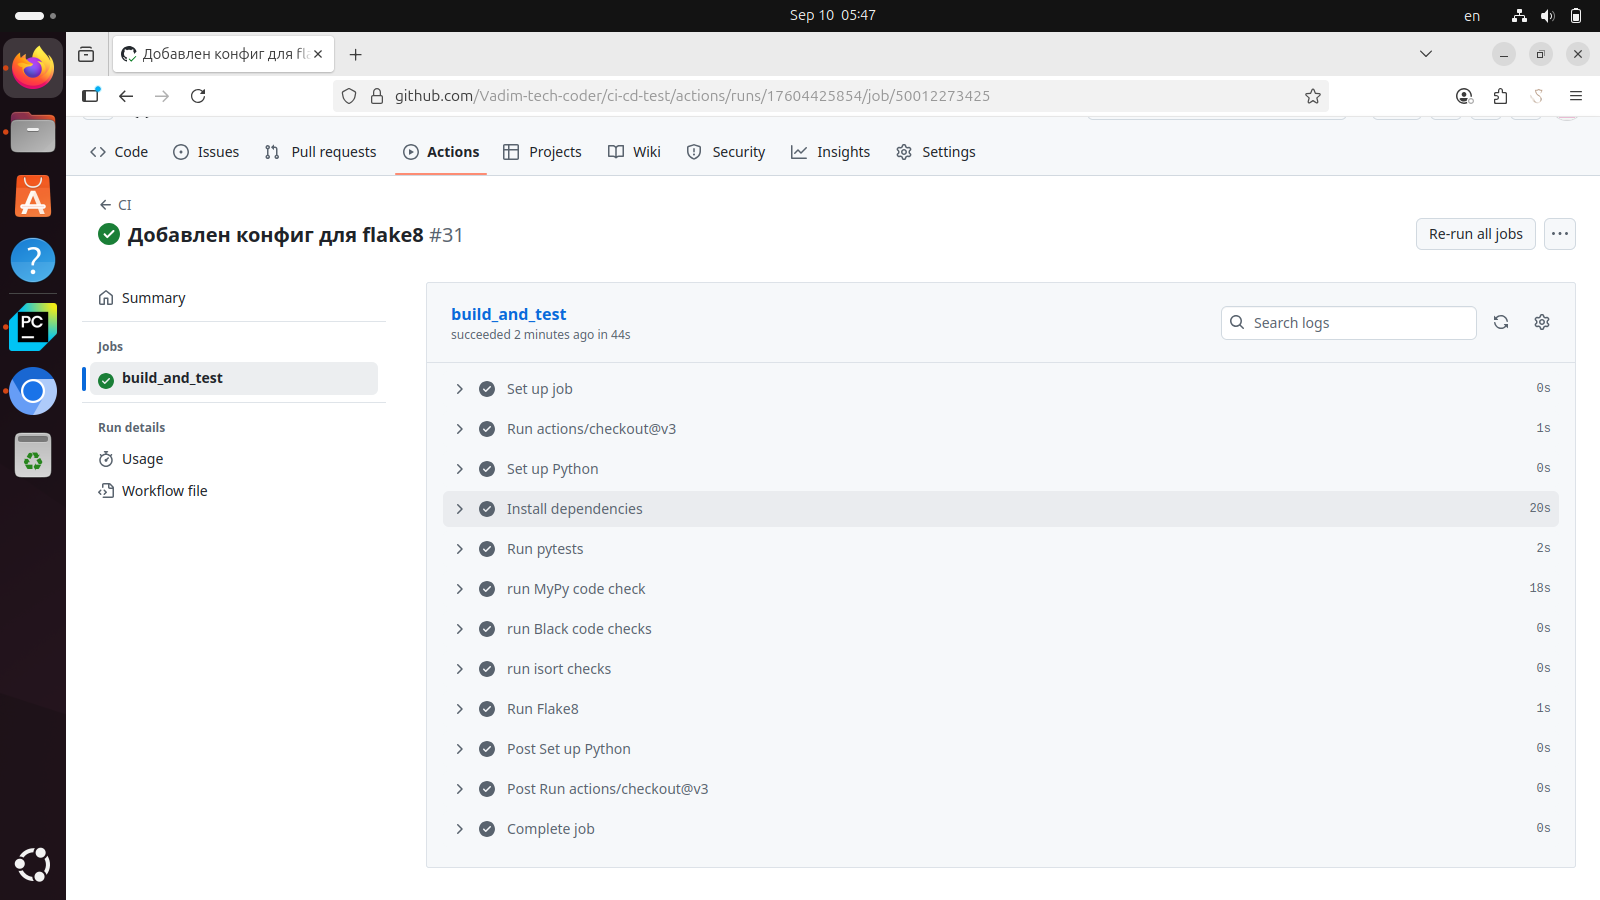 Sep 10 05:47
en
Добавлен конфиг для fl
github.com/Vadim-tech-coder/ci-cd-test/actions/runs/17604425854/job/50012273425
Code Issues Pull requests Actions Projects Wiki Security Insights Settings
CI
Добавлен конфиг для flake8 #31
Re-run all jobs
Summary
Jobs
build_and_test
Run details
Usage
Workflow file
build_and_test
succeeded 2 minutes ago in 44s
Search logs
Set up job 0s
Run actions/checkout@v3 1s
Set up Python 0s
Install dependencies 20s
Run pytests 2s
run MyPy code check 18s
run Black code checks 0s
run isort checks 0s
Run Flake8 1s
Post Set up Python 0s
Post Run actions/checkout@v3 0s
Complete job 0s
PC